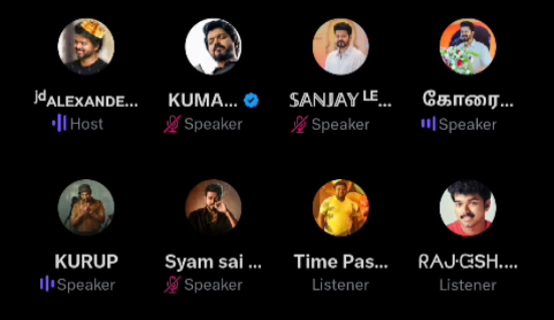 ʲᵈALEXANDE... KUMA... SANJAY ᴸᴱ... கோரை...
Host Speaker Speaker Speaker
KURUP Syam sai ... Time Pas... RAJ·GISH....
Speaker Speaker Listener Listener